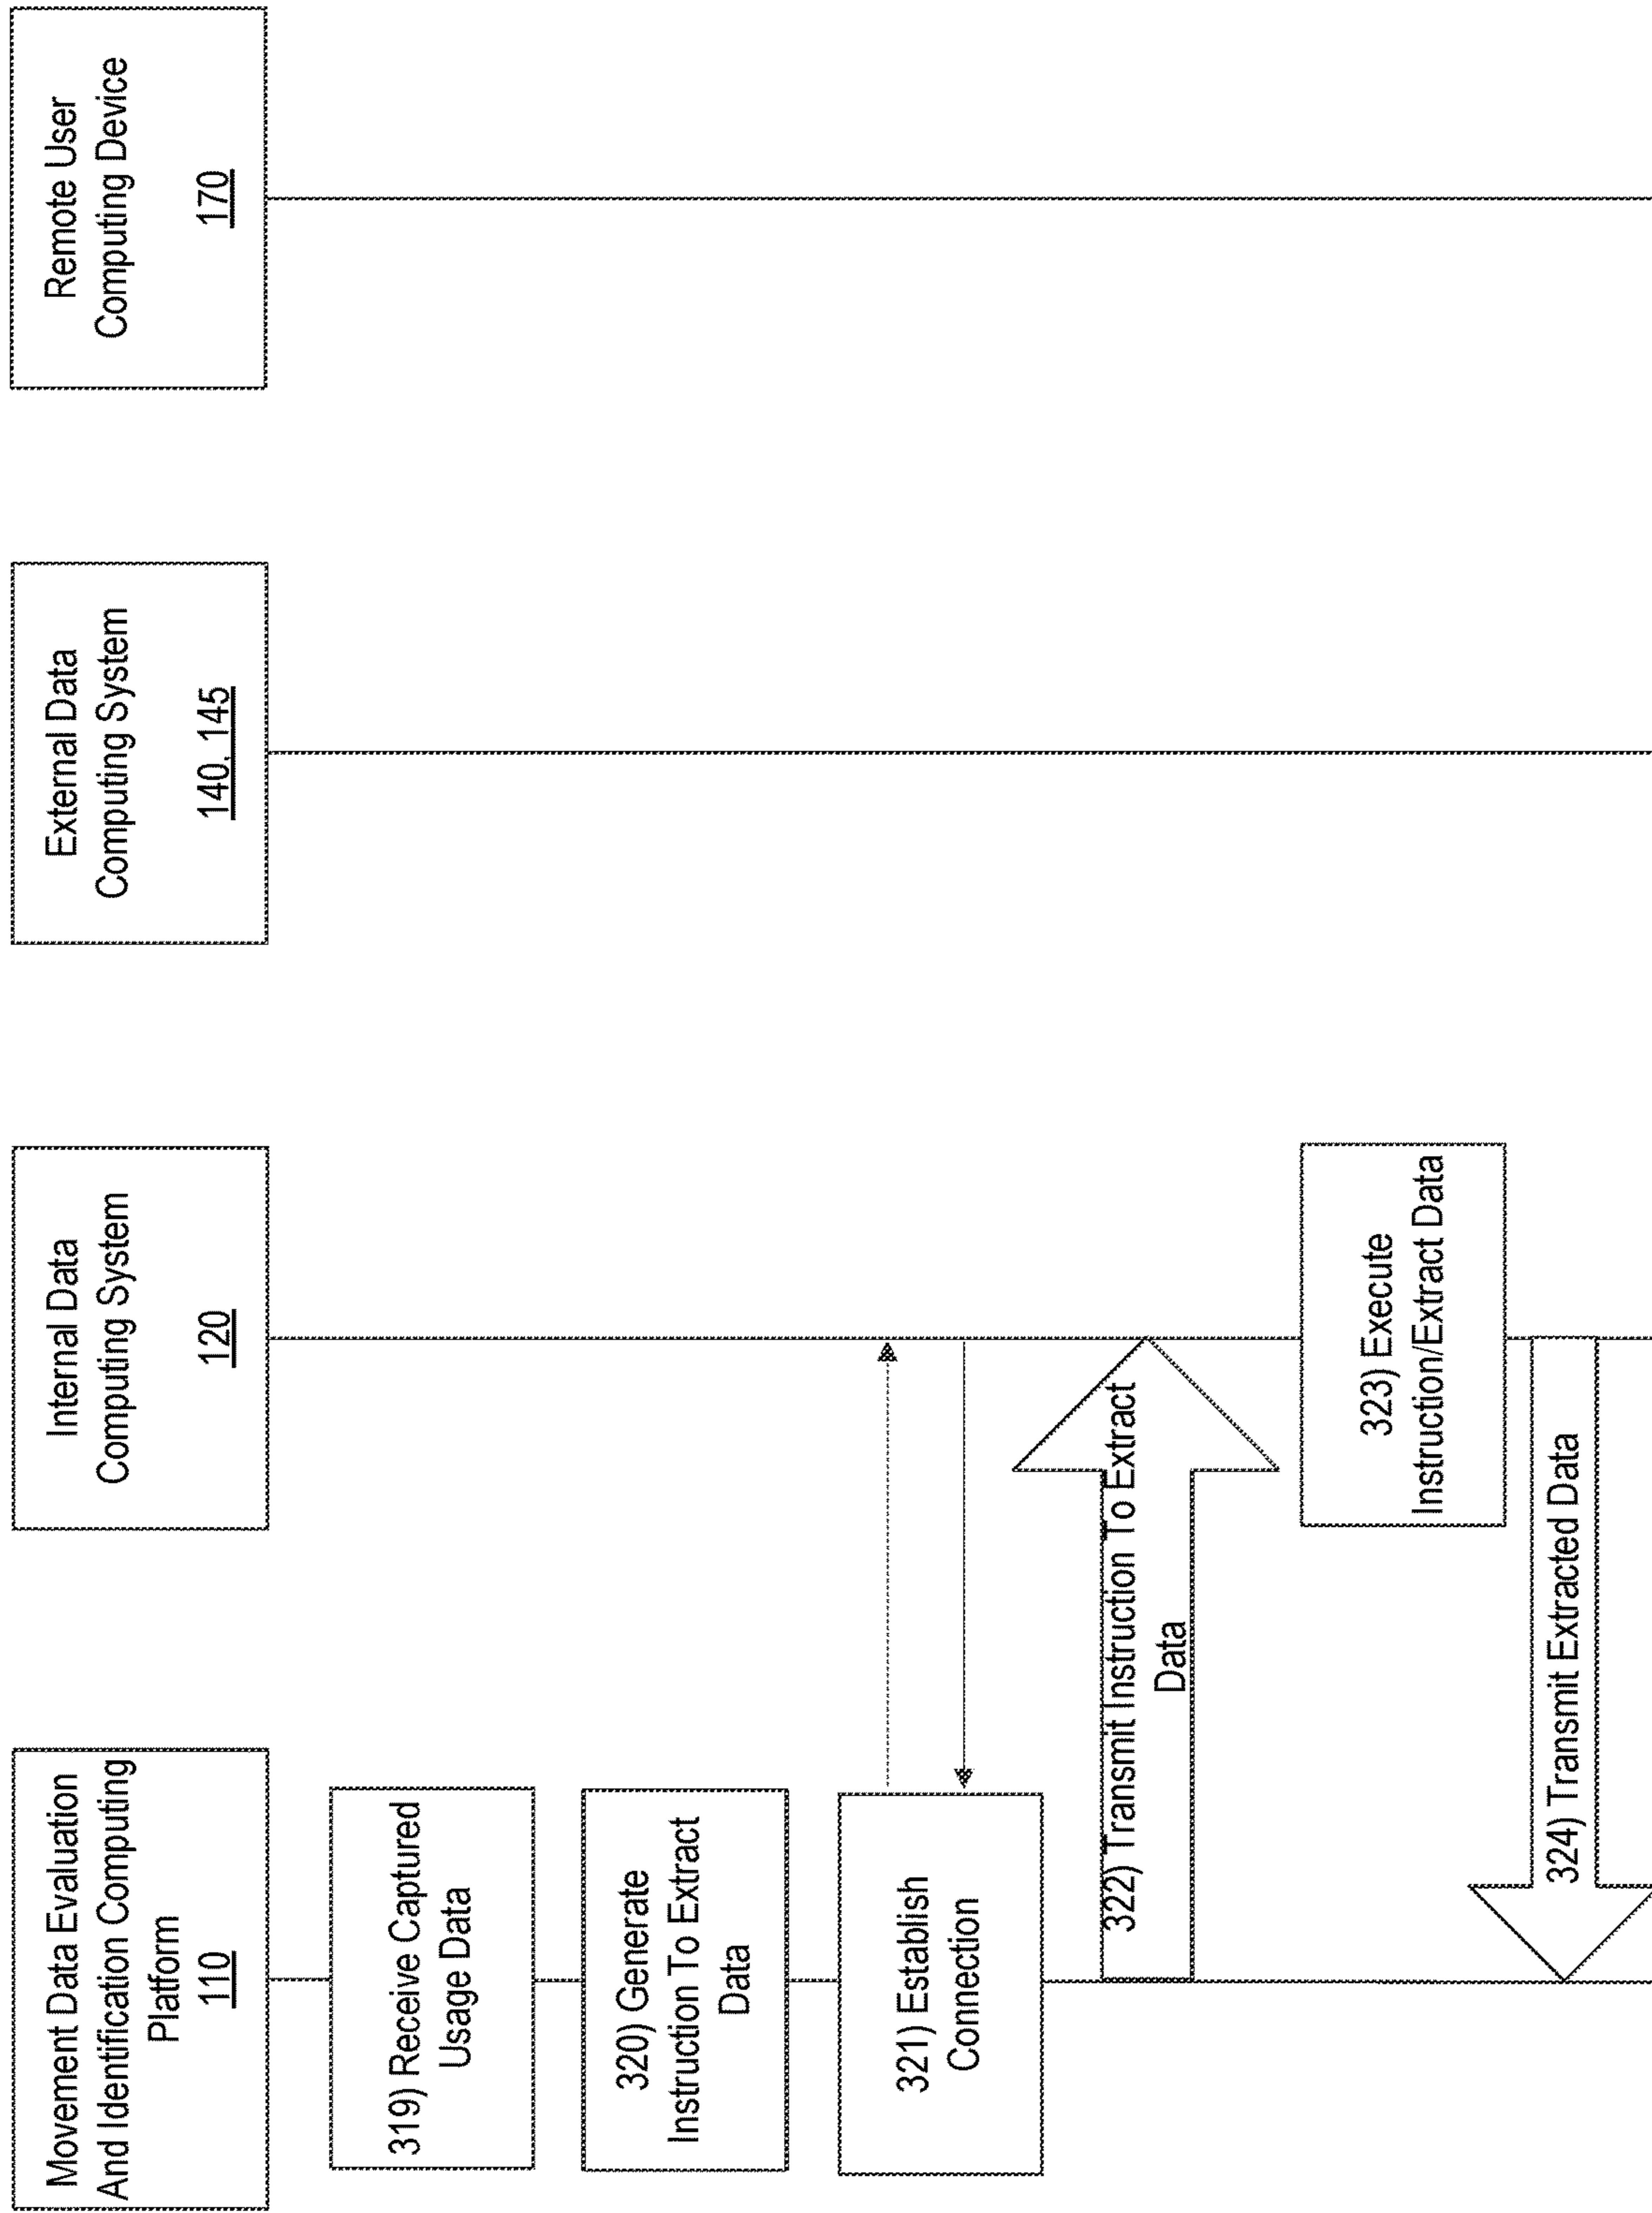 Movement Data Evaluation
And Identification Computing
Platform
110
Internal Data
Computing System
120
External Data
Computing System
140, 145
Remote User
Computing Device
170
319) Receive Captured
Usage Data
320) Generate
Instruction To Extract
Data
321) Establish
Connection
322) Transmit Instruction To Extract
Data
323) Execute
Instruction/Extract Data
324) Transmit Extracted Data